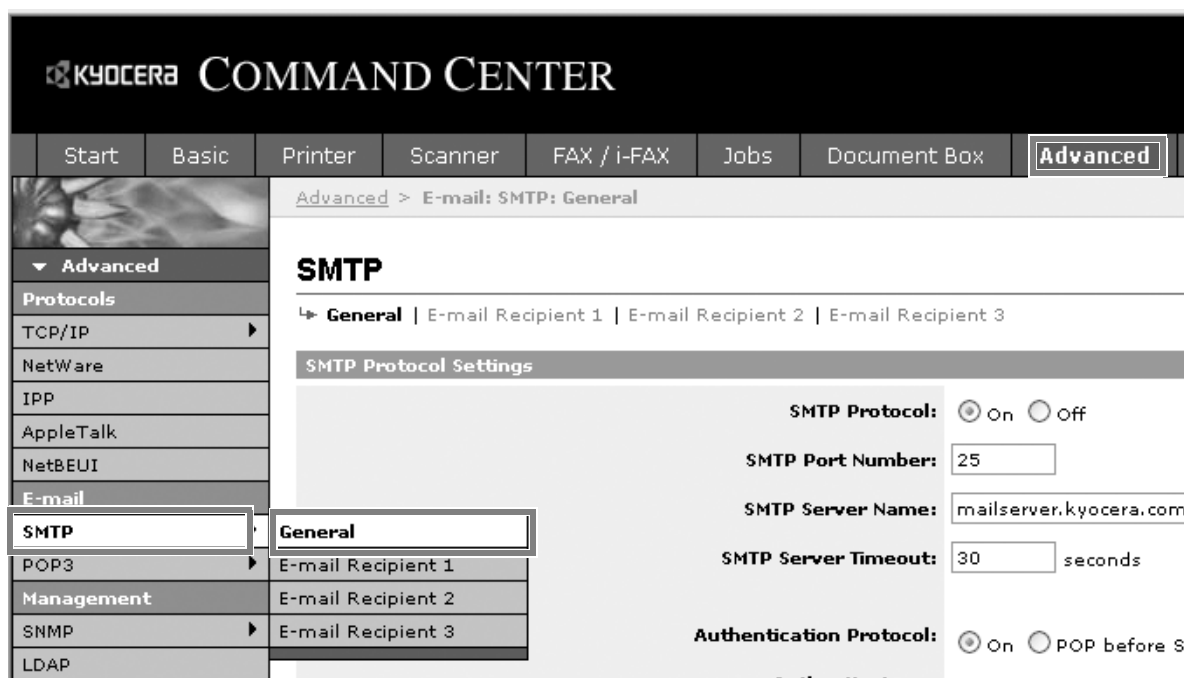 KYOCERA COMMAND CENTER
Start Basic Printer Scanner FAX / i-FAX Jobs Document Box Advanced
Advanced > E-mail: SMTP: General
Advanced
Protocols
TCP/IP
NetWare
IPP
AppleTalk
NetBEUI
E-mail
SMTP
POP3
Management
SNMP
LDAP
General
E-mail Recipient 1
E-mail Recipient 2
E-mail Recipient 3
SMTP
General | E-mail Recipient 1 | E-mail Recipient 2 | E-mail Recipient 3
SMTP Protocol Settings
SMTP Protocol: On Off
SMTP Port Number: 25
SMTP Server Name: mailserver.kyocera.com
SMTP Server Timeout: 30 seconds
Authentication Protocol: On POP before S